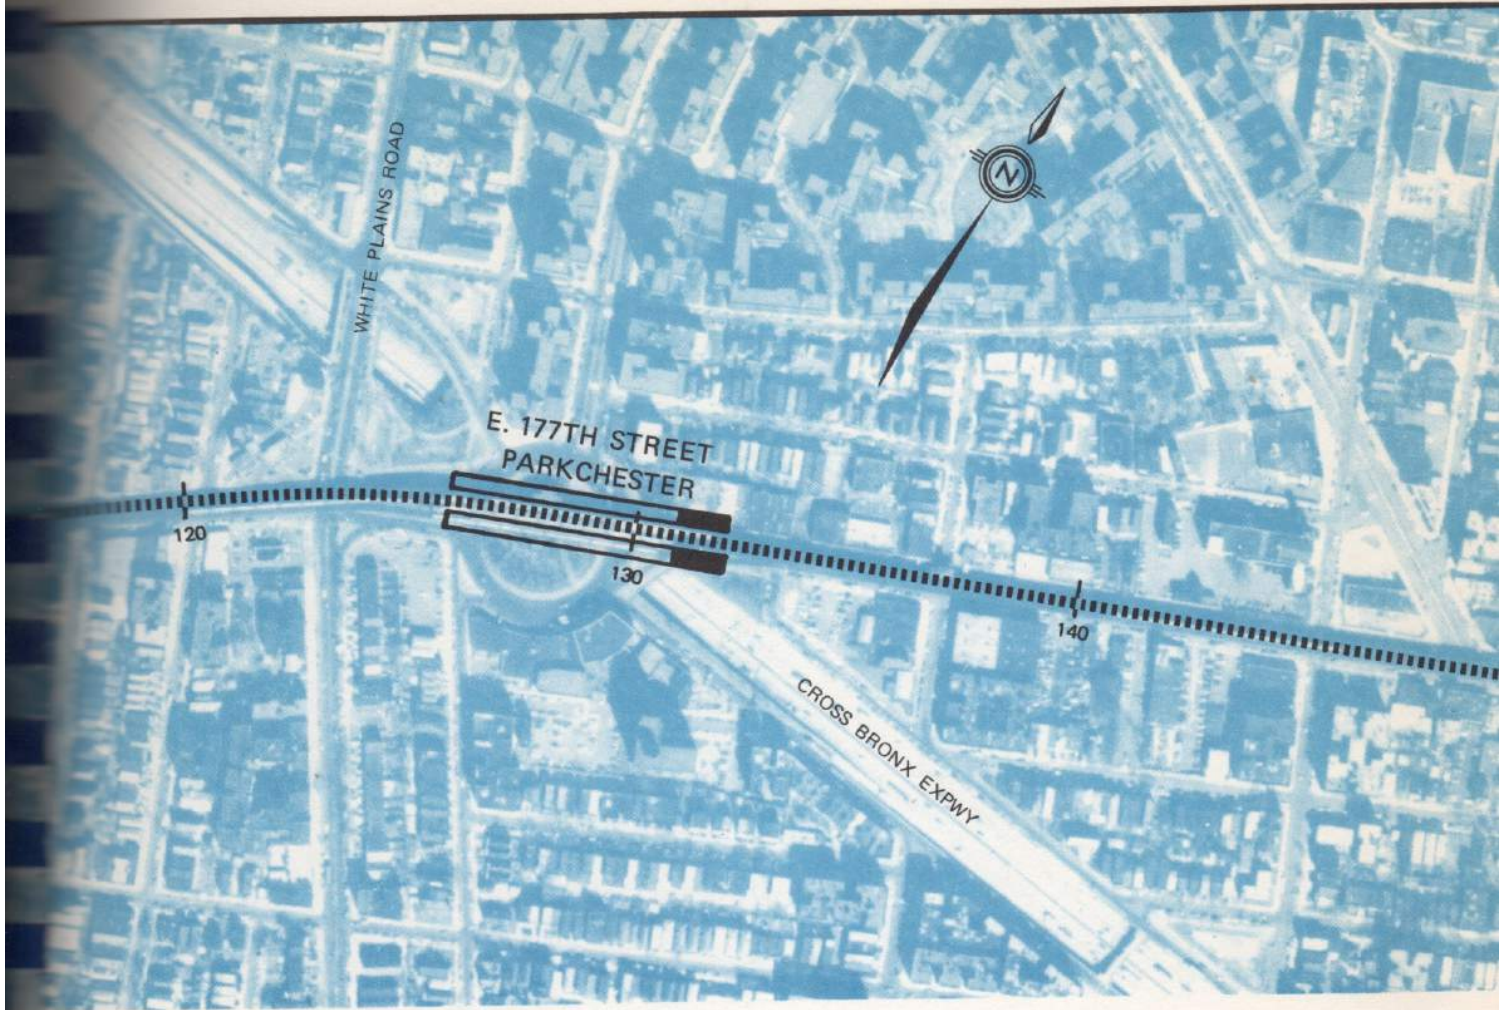 WHITE PLAINS ROAD
N
E. 177TH STREET
PARKCHESTER
120
130
140
CROSS BRONX EXPWY